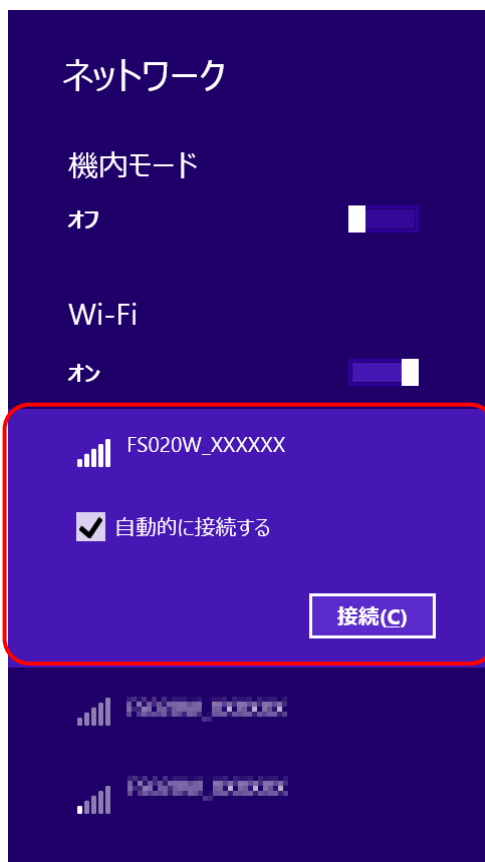 ネットワーク
機内モード
オフ
Wi-Fi
オン
FS020W_XXXXXX
自動的に接続する
接続(C)